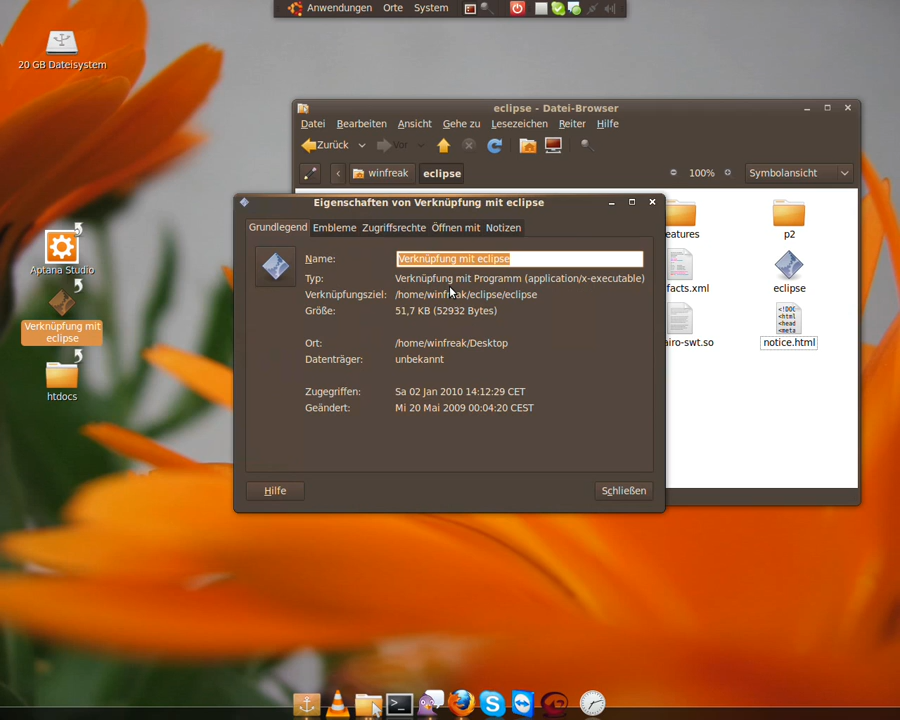 Anwendungen Orte System
20 GB Dateisystem
Aptana Studio
Verknüpfung mit
eclipse
htdocs
eclipse - Datei-Browser
Datei Bearbeiten Ansicht Gehe zu Lesezeichen Reiter Hilfe
Zurück Vor
winfreak eclipse 100% Symbolansicht
eatures p2
facts.xml eclipse
<!DOC
<html
<head
<meta
airo-swt.so notice.html
Eigenschaften von Verknüpfung mit eclipse
Grundlegend Embleme Zugriffsrechte Öffnen mit Notizen
Name: Verknüpfung mit eclipse
Typ: Verknüpfung mit Programm (application/x-executable)
Verknüpfungsziel: /home/winfreak/eclipse/eclipse
Größe: 51,7 KB (52932 Bytes)
Ort: /home/winfreak/Desktop
Datenträger: unbekannt
Zugegriffen: Sa 02 Jan 2010 14:12:29 CET
Geändert: Mi 20 Mai 2009 00:04:20 CEST
Hilfe Schließen